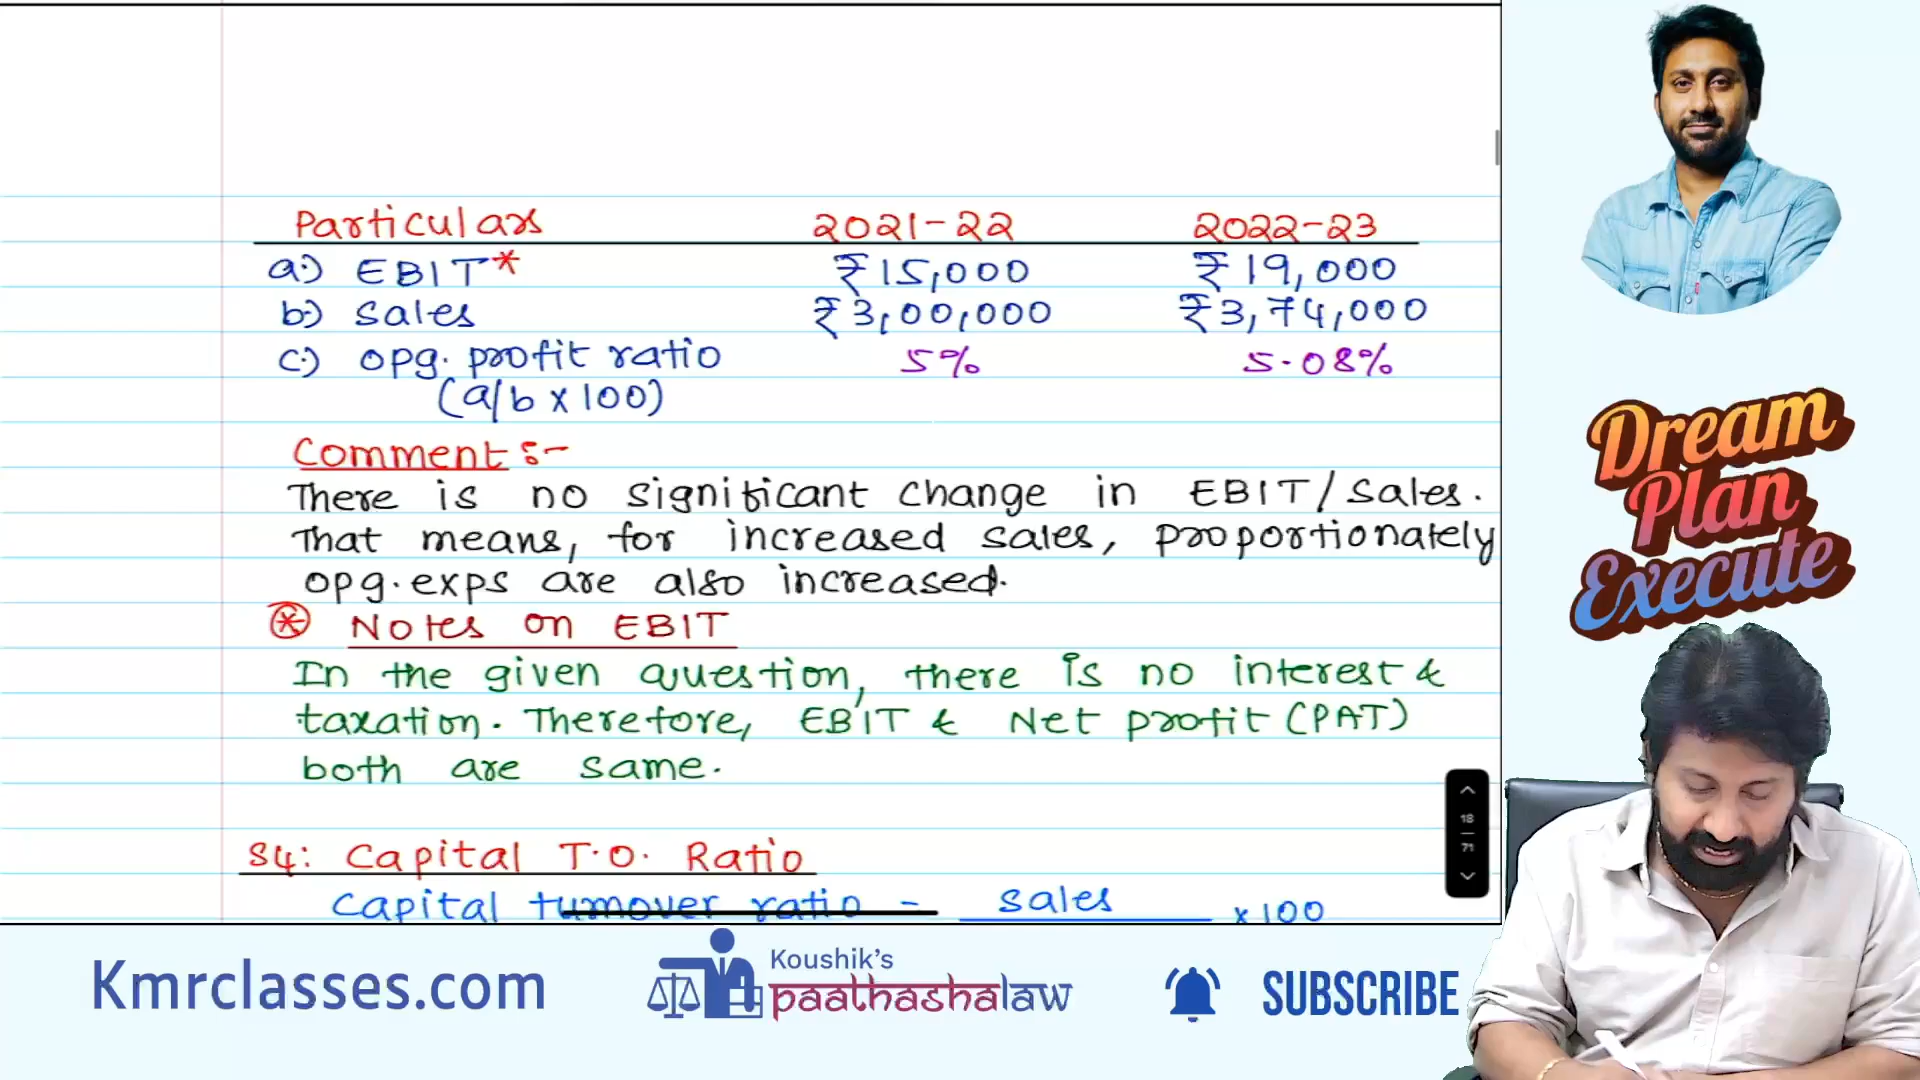 Particulars 2021-22 2022-23
a:) EBIT* ₹15,000 ₹19,000
b:) Sales ₹3,00,000 ₹3,74,000
c:) opg. profit ratio 5% 5.08%
(a/b x 100)
Comment :-
There is no significant change in EBIT/Sales.
That means, for increased sales, proportionately
opg.exps are also increased.
* Notes on EBIT
In the given question, there is no interest &
taxation. Therefore, EBIT & Net profit (PAT)
both are same.
S4: Capital T.O. Ratio
Capital turnover ratio = Sales x 100
18
71
Dream
Plan
Execute
Kmrclasses.com
Koushik's
paathashalaw
SUBSCRIBE